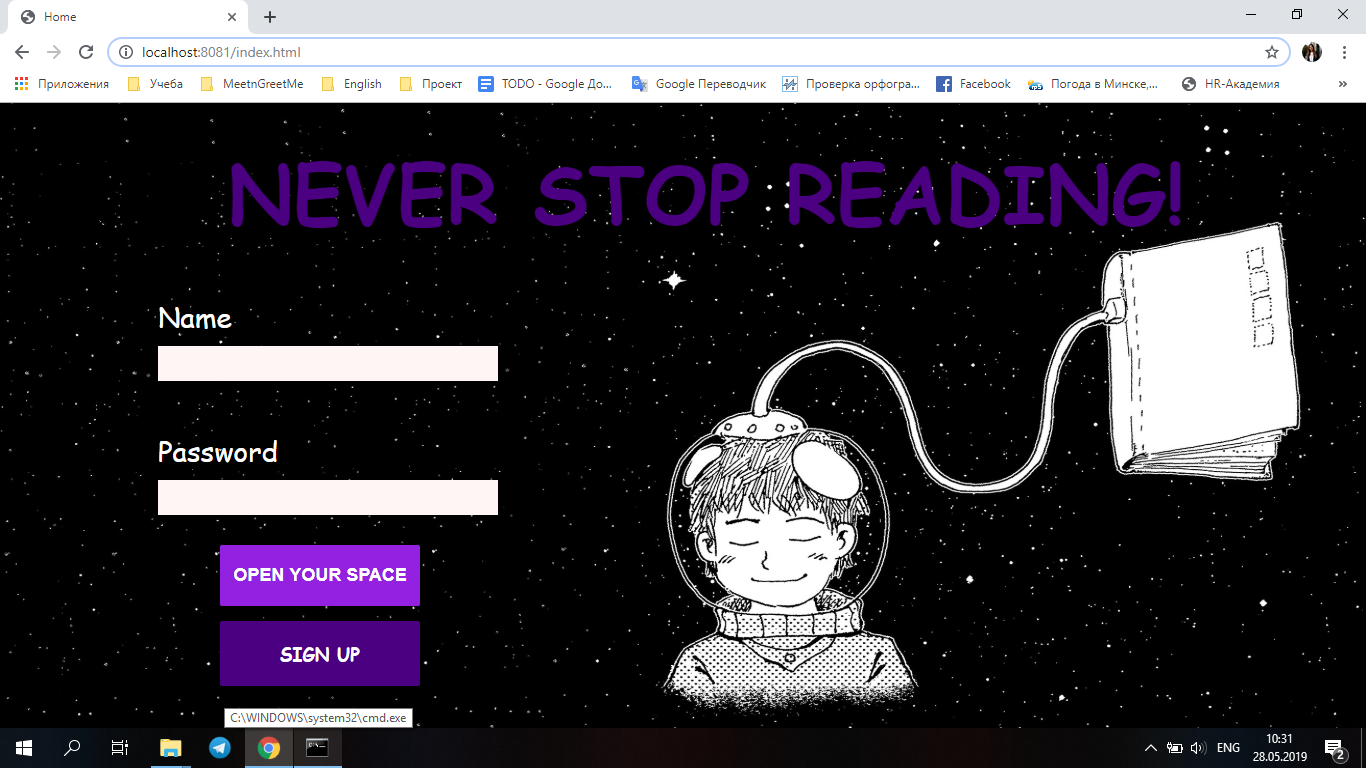 Home
localhost:8081/index.html
Приложения Учеба MeetnGreetMe English Проект TODO - Google До... Google Переводчик Проверка орфогра... Facebook Погода в Минске,... HR-Академия »
NEVER STOP READING!
Name
Password
OPEN YOUR SPACE
SIGN UP
C:\WINDOWS\system32\cmd.exe
ENG
10:31
28.05.2019
2